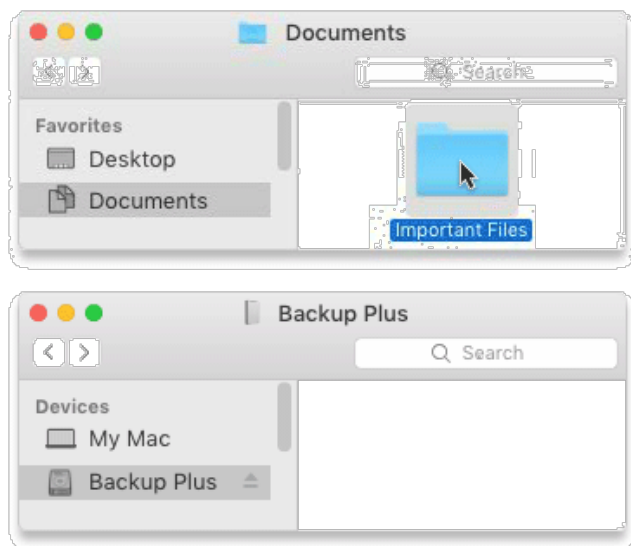 Documents
Search
Favorites
Desktop
Documents
Important Files
Backup Plus
Search
Devices
My Mac
Backup Plus